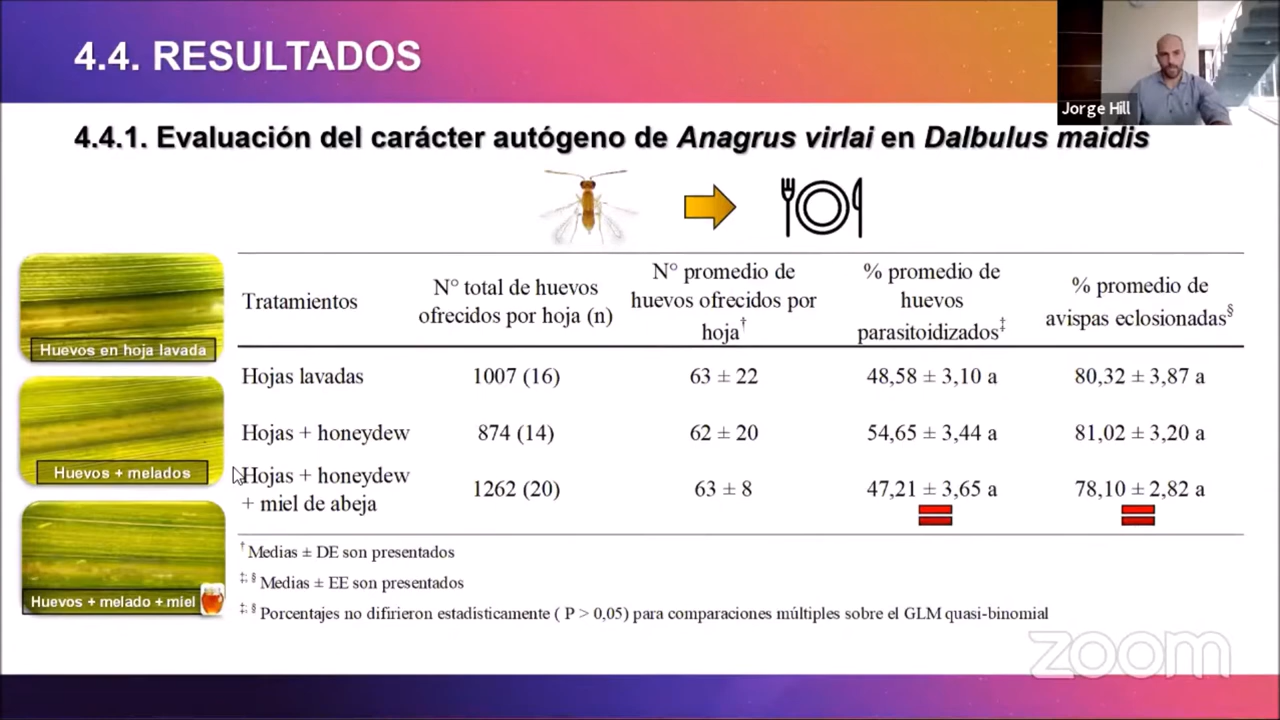 4.4. RESULTADOS
Jorge Hill
4.4.1. Evaluación del carácter autógeno de Anagrus virlai en Dalbulus maidis
Huevos en hoja lavada
Huevos + melados
Huevos + melado + miel
Tratamientos
N° total de huevos
ofrecidos por hoja (n)
N° promedio de
huevos ofrecidos por
hoja†
% promedio de
huevos
parasitoidizados‡
% promedio de
avispas eclosionadas§
Hojas lavadas 1007 (16) 63 ± 22 48,58 ± 3,10 a 80,32 ± 3,87 a
Hojas + honeydew 874 (14) 62 ± 20 54,65 ± 3,44 a 81,02 ± 3,20 a
Hojas + honeydew
+ miel de abeja 1262 (20) 63 ± 8 47,21 ± 3,65 a 78,10 ± 2,82 a
† Medias ± DE son presentados
‡; § Medias ± EE son presentados
‡; § Porcentajes no difirieron estadísticamente ( P > 0,05) para comparaciones múltiples sobre el GLM quasi-binomial
zoom